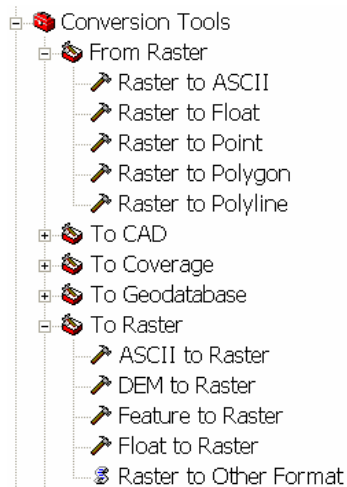 Conversion Tools
From Raster
Raster to ASCII
Raster to Float
Raster to Point
Raster to Polygon
Raster to Polyline
To CAD
To Coverage
To Geodatabase
To Raster
ASCII to Raster
DEM to Raster
Feature to Raster
Float to Raster
Raster to Other Format